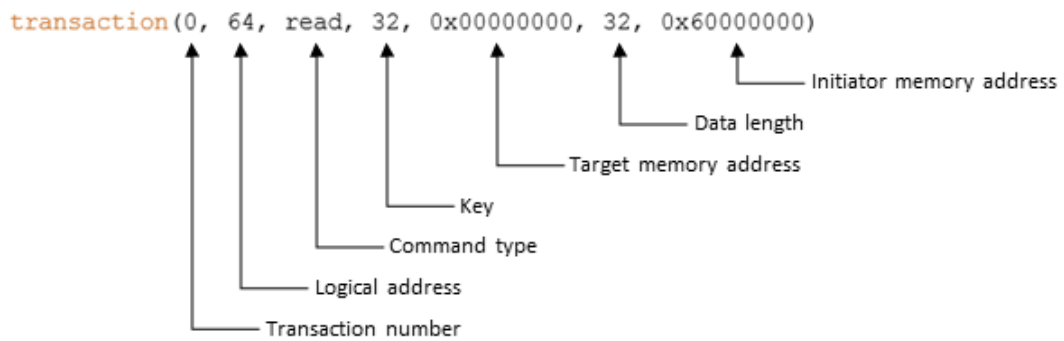 transaction(0, 64, read, 32, 0x00000000, 32, 0x60000000)
Initiator memory address
Data length
Target memory address
Key
Command type
Logical address
Transaction number